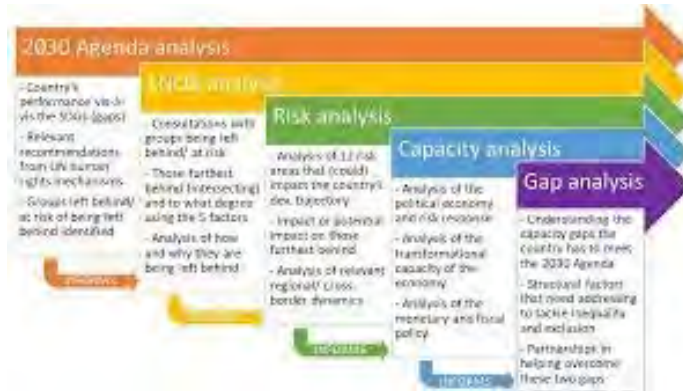 2030 Agenda analysis
- Country's
performance vis-à-
vis the SDGs (gaps)
- Relevant
recommendations
from UN human
rights mechanisms
- Groups left behind/
at risk of being left
behind identified
INFORMS
LNOB analysis
- Consultations with
groups being left
behind/ at risk
- Those furthest
behind (intersecting)
and to what degree
using the 5 factors
- Analysis of how
and why they are
being left behind
Risk analysis
- Analysis of 12 risk
areas that (could)
impact the country's
dev. trajectory
- Impact or potential
impact on those
furthest behind
- Analysis of relevant
regional/ cross-
border dynamics
INFORMS
Capacity analysis
- Analysis of the
political economy
and risk response
- Analysis of the
transformational
capacity of the
economy
- Analysis of the
monetary and fiscal
policy
INFORMS
Gap analysis
- Understanding the
capacity gaps the
country has to meet
the 2030 Agenda
- Structural factors
that need addressing
to tackle inequality
and exclusion
- Partnerships in
helping overcome
these two gaps